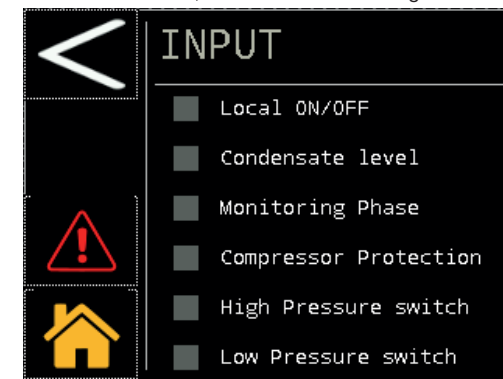 INPUT
Local ON/OFF
Condensate level
Monitoring Phase
Compressor Protection
High Pressure switch
Low Pressure switch